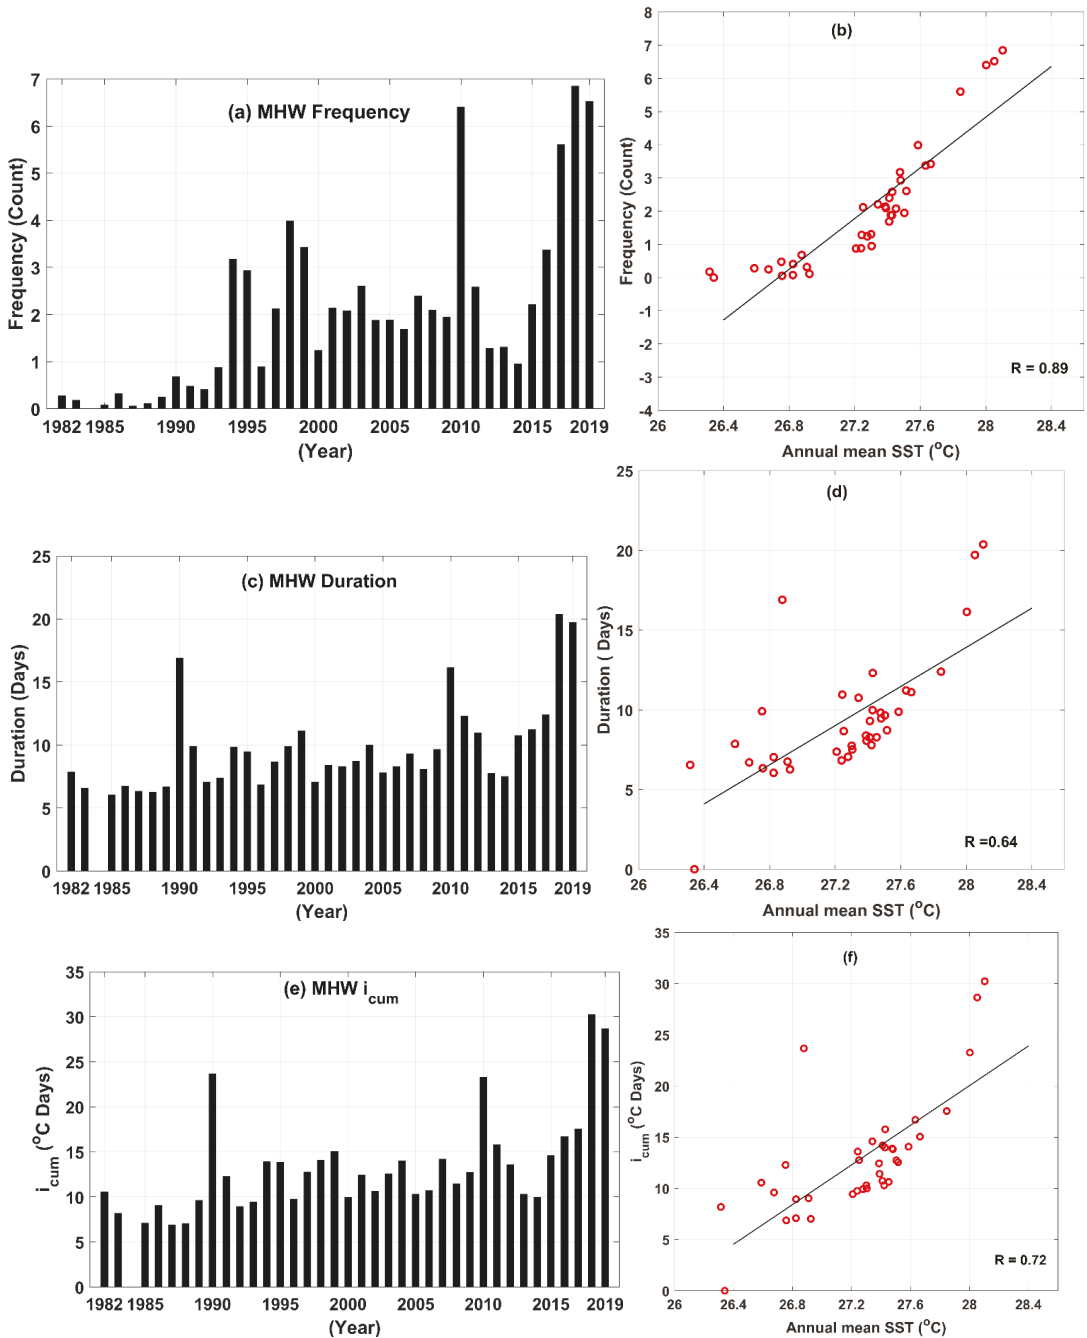 (a) MHW Frequency
Frequency (Count)
7
6
5
4
3
2
1
0
1982 1985 1990 1995 2000 2005 2010 2015 2019
(Year)
(b)
Frequency (Count)
8
7
6
5
4
3
2
1
0
-1
-2
-3
-4
R = 0.89
26 26.4 26.8 27.2 27.6 28 28.4
Annual mean SST (°C)
(c) MHW Duration
Duration (Days)
25
20
15
10
5
0
1982 1985 1990 1995 2000 2005 2010 2015 2019
(Year)
(d)
Duration ( Days)
25
20
15
10
5
0
R =0.64
26 26.4 26.8 27.2 27.6 28 28.4
Annual mean SST (°C)
(e) MHW icum
icum (°C Days)
35
30
25
20
15
10
5
0
1982 1985 1990 1995 2000 2005 2010 2015 2019
(Year)
(f)
icum (°C Days)
35
30
25
20
15
10
5
0
R = 0.72
26 26.4 26.8 27.2 27.6 28 28.4
Annual mean SST (°C)